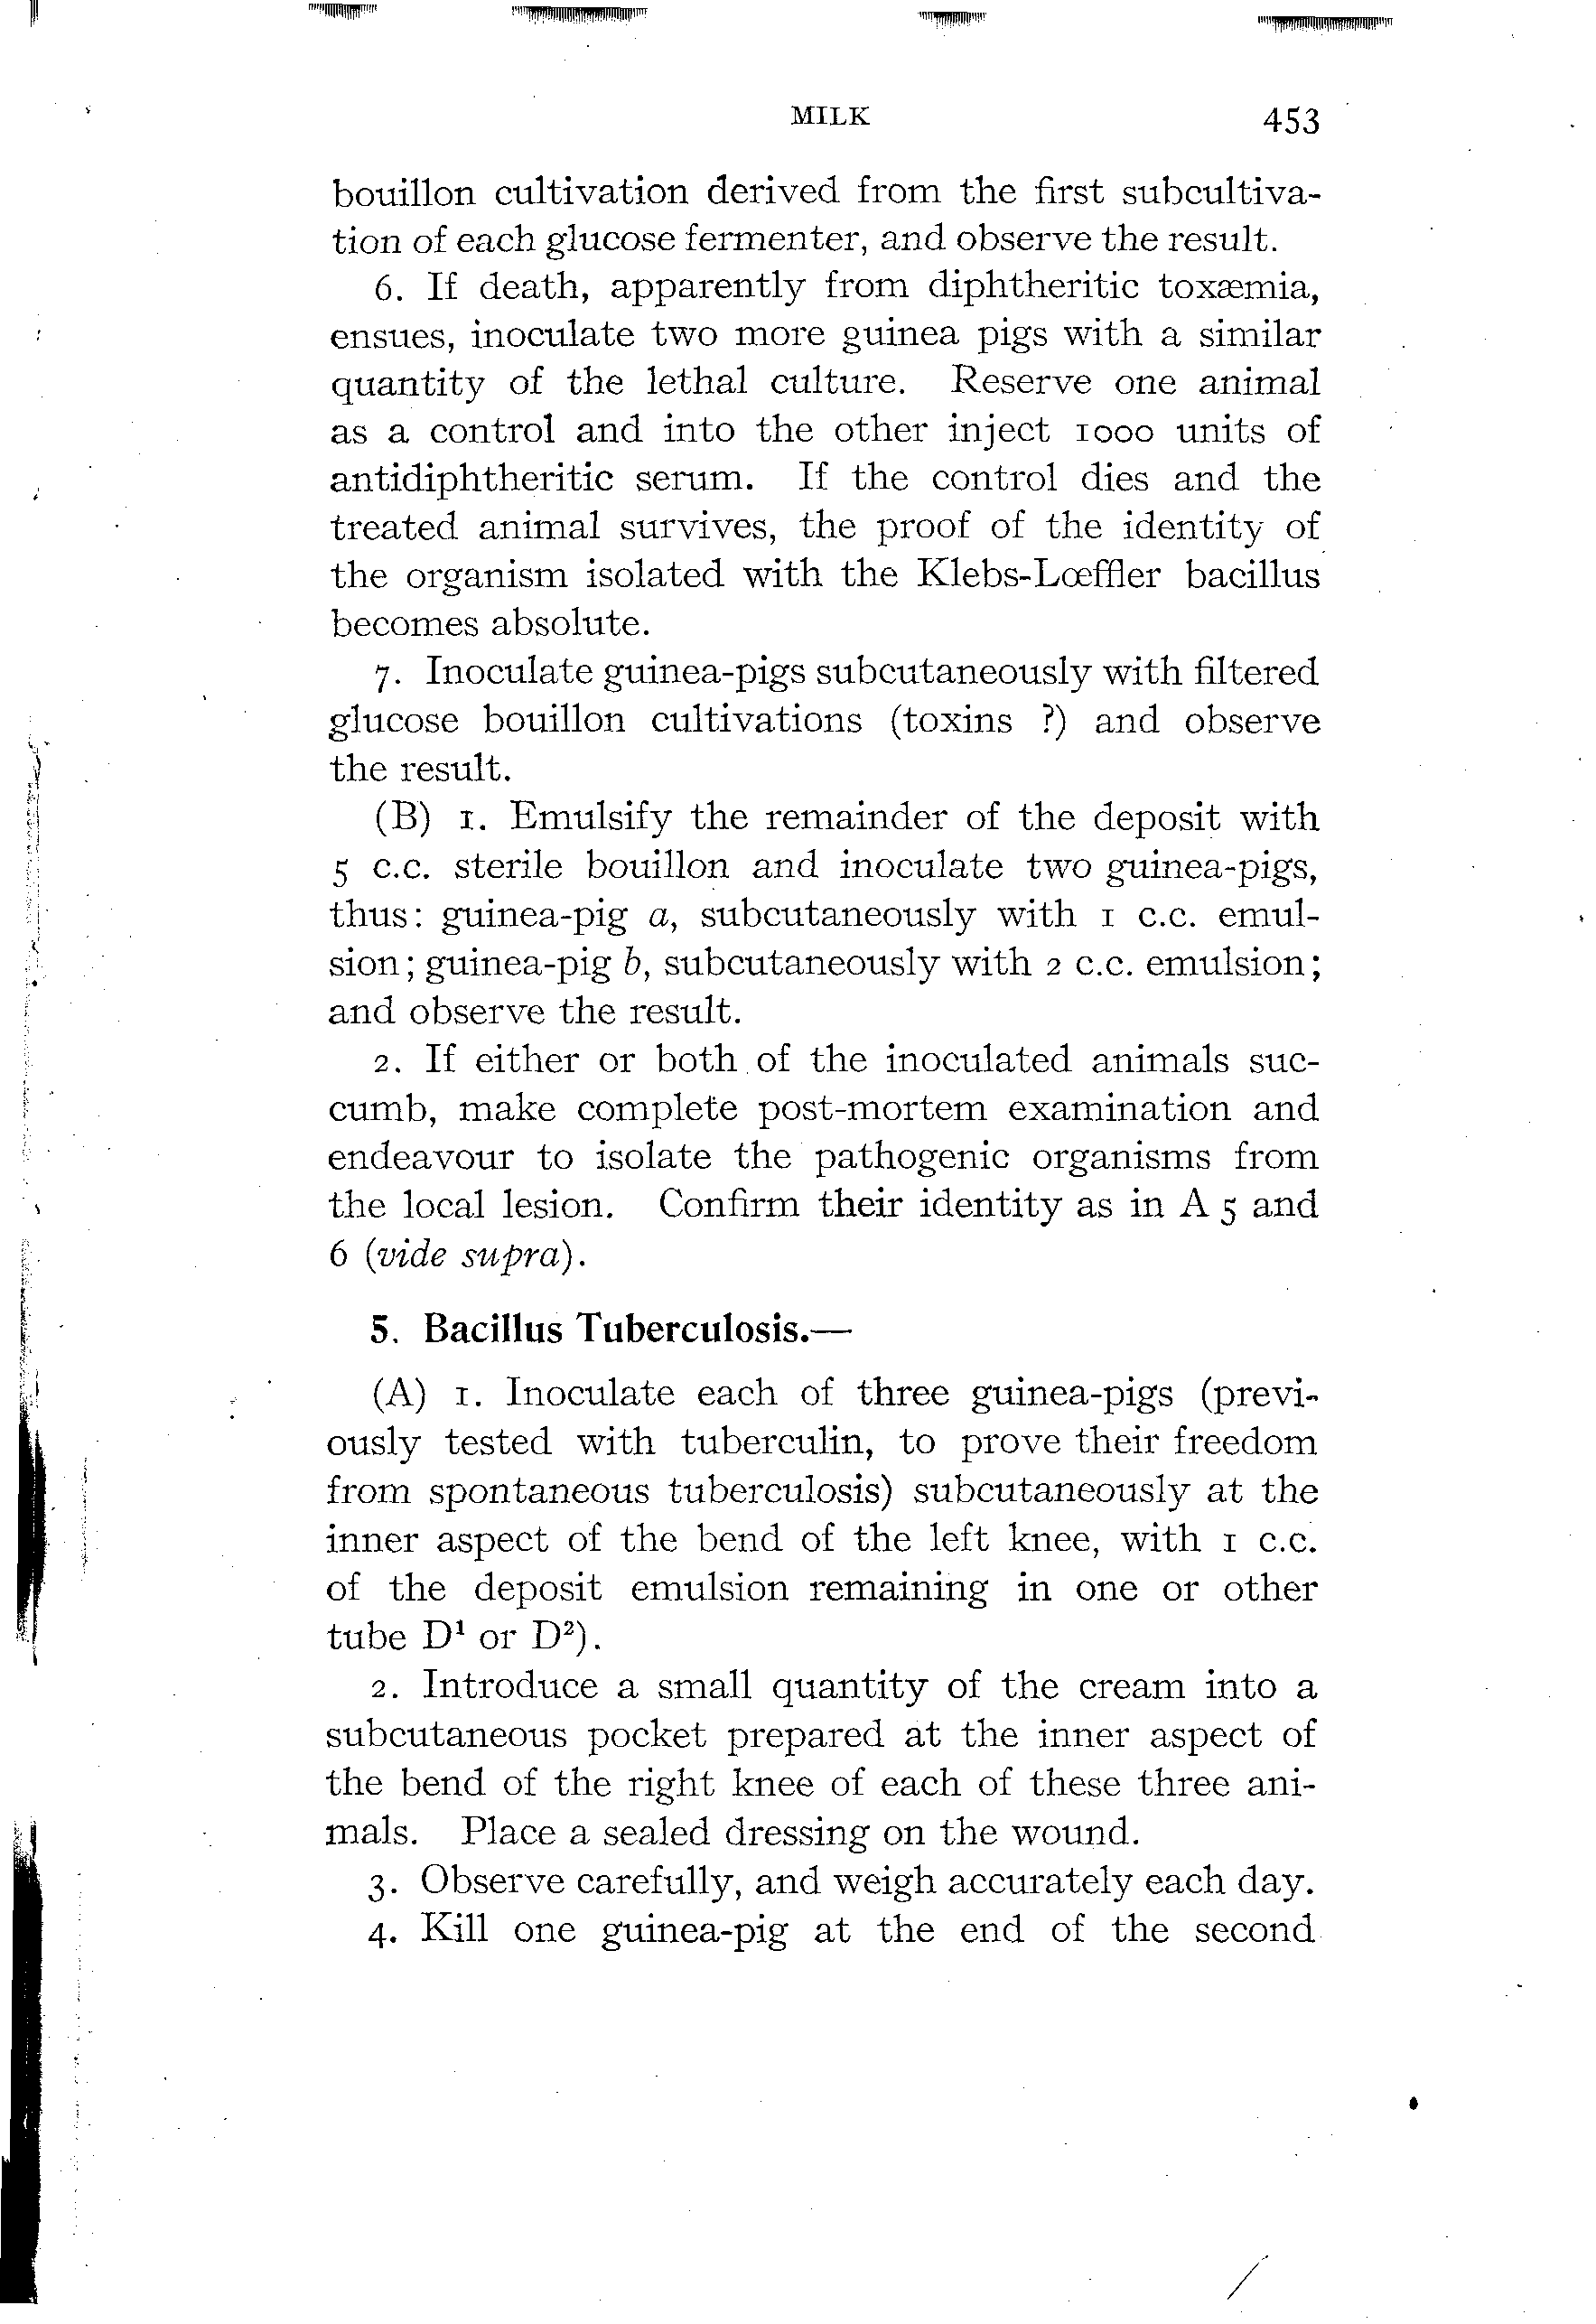 MILK 453
bouillon cultivation derived from the first subcultiva-
tion of each glucose fermenter, and observe the result.
6. If death, apparently from diphtheritic toxæmia,
ensues, inoculate two more guinea pigs with a similar
quantity of the lethal culture. Reserve one animal
as a control and into the other inject 1000 units of
antidiphtheritic serum. If the control dies and the
treated animal survives, the proof of the identity of
the organism isolated with the Klebs-Lœffler bacillus
becomes absolute.
7. Inoculate guinea-pigs subcutaneously with filtered
glucose bouillon cultivations (toxins ?) and observe
the result.
(B) 1. Emulsify the remainder of the deposit with
5 c.c. sterile bouillon and inoculate two guinea-pigs,
thus: guinea-pig a, subcutaneously with 1 c.c. emul-
sion; guinea-pig b, subcutaneously with 2 c.c. emulsion;
and observe the result.
2. If either or both of the inoculated animals suc-
cumb, make complete post-mortem examination and
endeavour to isolate the pathogenic organisms from
the local lesion. Confirm their identity as in A 5 and
6 (vide supra).
5. Bacillus Tuberculosis.—
(A) 1. Inoculate each of three guinea-pigs (previ-
ously tested with tuberculin, to prove their freedom
from spontaneous tuberculosis) subcutaneously at the
inner aspect of the bend of the left knee, with 1 c.c.
of the deposit emulsion remaining in one or other
tube D¹ or D²).
2. Introduce a small quantity of the cream into a
subcutaneous pocket prepared at the inner aspect of
the bend of the right knee of each of these three ani-
mals. Place a sealed dressing on the wound.
3. Observe carefully, and weigh accurately each day.
4. Kill one guinea-pig at the end of the second